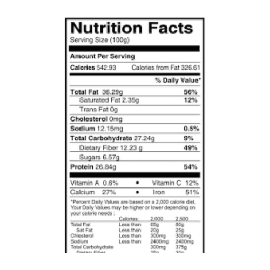 Nutrition Facts
Serving Size (100g)
Amount Per Serving
Calories 542.93 Calories from Fat 326.61
% Daily Value*
Total Fat 36.29g 56%
Saturated Fat 2.35g 12%
Trans Fat 0g
Cholesterol 0mg
Sodium 12.15mg 0.5%
Total Carbohydrate 27.24g 9%
Dietary Fiber 12.23 g 49%
Sugars 6.57g
Protein 26.84g 54%
Vitamin A 0.6% • Vitamin C 12%
Calcium 27% • Iron 51%
*Percent Daily Values are based on a 2,000 calorie diet.
Your Daily Values may be higher or lower depending on
your calorie needs:
Calories 2,000 2,500
Total Fat Less than 65g 80g
Sat Fat Less than 20g 25g
Cholesterol Less than 300mg 300mg
Sodium Less than 2400mg 2400mg
Total Carbohydrate 300mg 375g